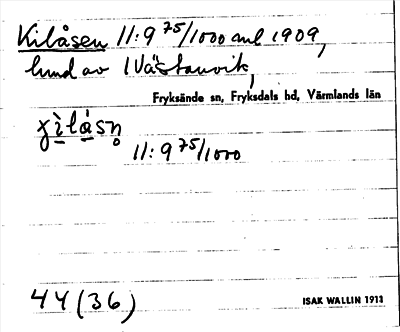 Kilåsen 11:9 75/1000 ml 1909,
lund av 1 Västanvik,
Fryksände sn, Fryksdals hd, Värmlands län
11:9 75/1000
44 (36)
ISAK WALLIN 1913